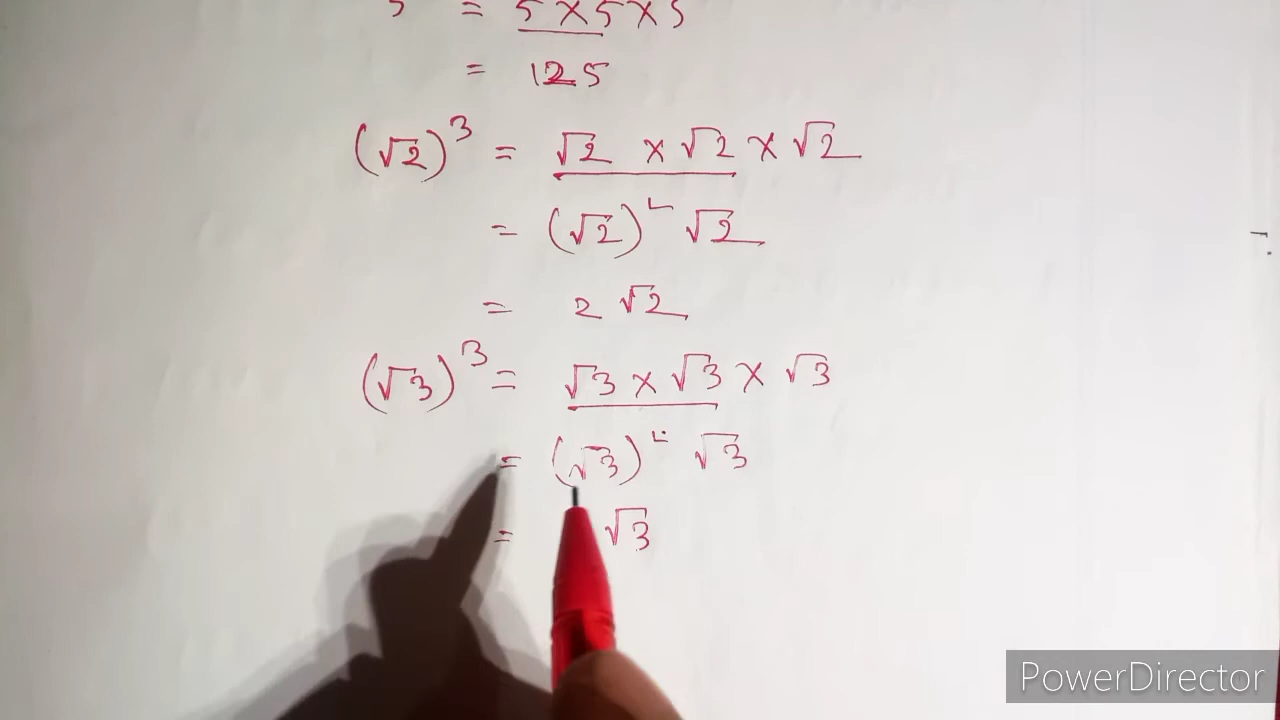 5 = 5 × 5 × 5
= 125
(√2)³ = √2 × √2 × √2
= (√2)² √2
= 2 √2
(√3)³ = √3 × √3 × √3
= (√3)² √3
= √3
PowerDirector